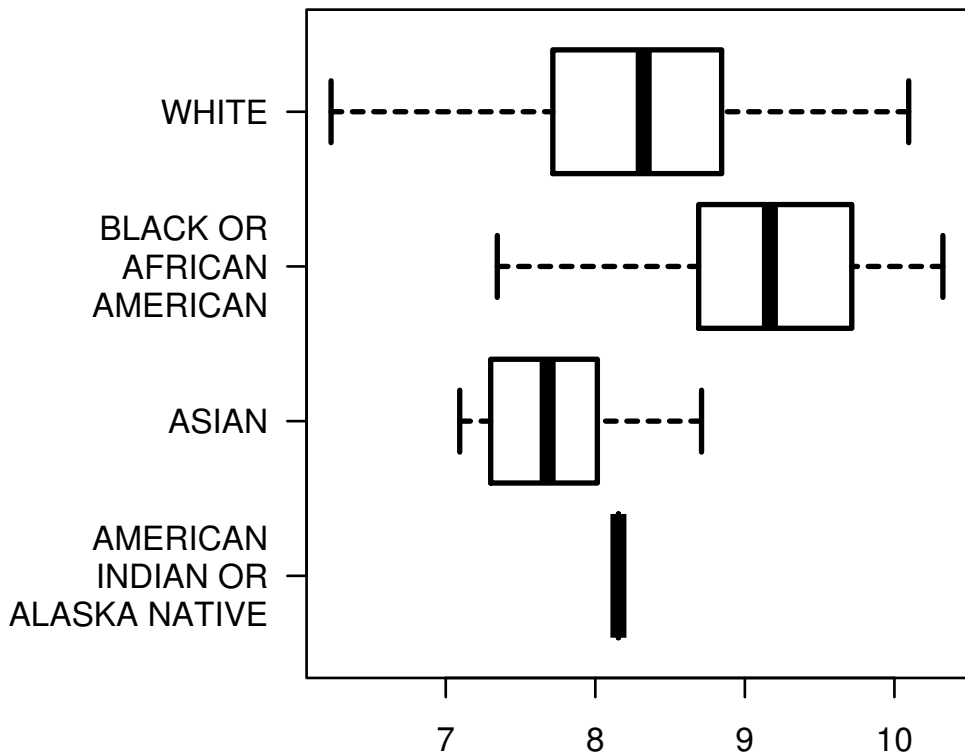 WHITE
BLACK OR
AFRICAN
AMERICAN
ASIAN
AMERICAN
INDIAN OR
ALASKA NATIVE
7 8 9 10